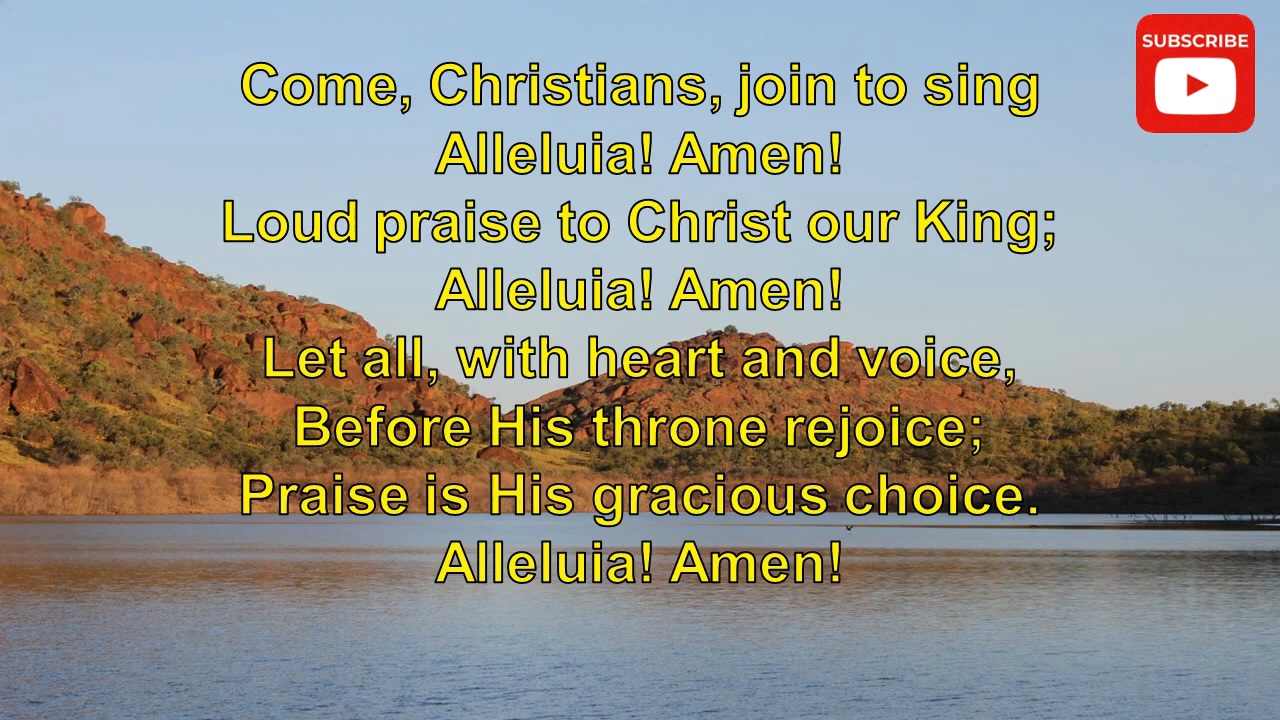 SUBSCRIBE
Come, Christians, join to sing
Alleluia! Amen!
Loud praise to Christ our King;
Alleluia! Amen!
Let all, with heart and voice,
Before His throne rejoice;
Praise is His gracious choice.
Alleluia! Amen!